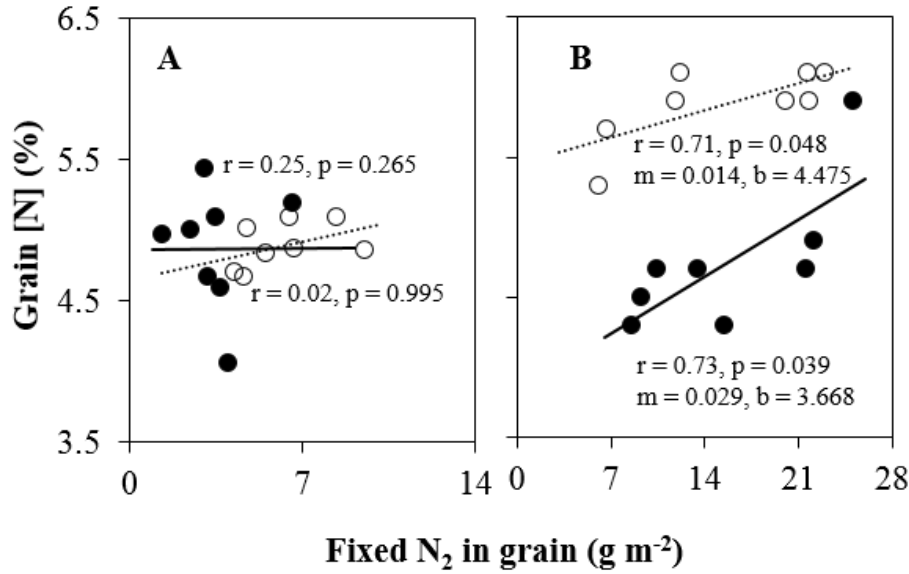 6.5
5.5
4.5
3.5
Grain [N] (%)
A
r = 0.25, p = 0.265
r = 0.02, p = 0.995
0 7 14
B
r = 0.71, p = 0.048
m = 0.014, b = 4.475
r = 0.73, p = 0.039
m = 0.029, b = 3.668
0 7 14 21 28
Fixed N₂ in grain (g m⁻²)